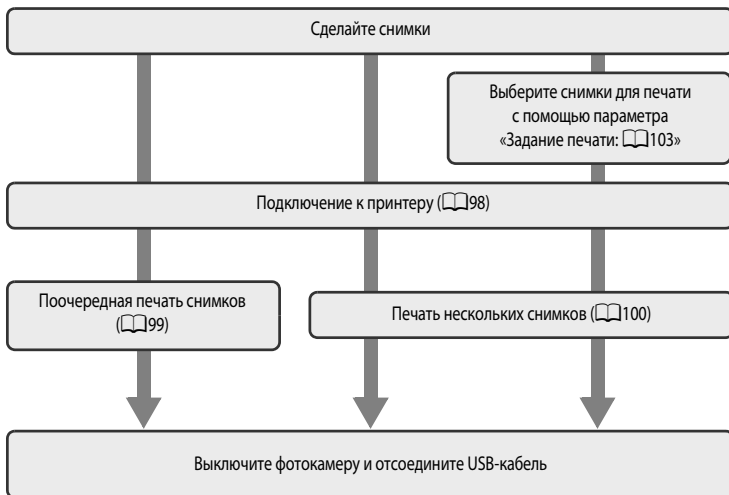 Сделайте снимки
Выберите снимки для печати
с помощью параметра
«Задание печати: 103»
Подключение к принтеру (98)
Поочередная печать снимков
(99)
Печать нескольких снимков (100)
Выключите фотокамеру и отсоедините USB-кабель